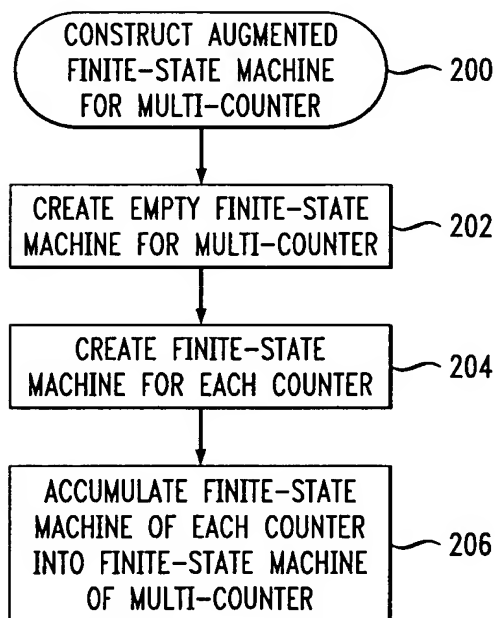 CONSTRUCT AUGMENTED
FINITE-STATE MACHINE
FOR MULTI-COUNTER
200
CREATE EMPTY FINITE-STATE
MACHINE FOR MULTI-COUNTER
202
CREATE FINITE-STATE
MACHINE FOR EACH COUNTER
204
ACCUMULATE FINITE-STATE
MACHINE OF EACH COUNTER
INTO FINITE-STATE MACHINE
OF MULTI-COUNTER
206